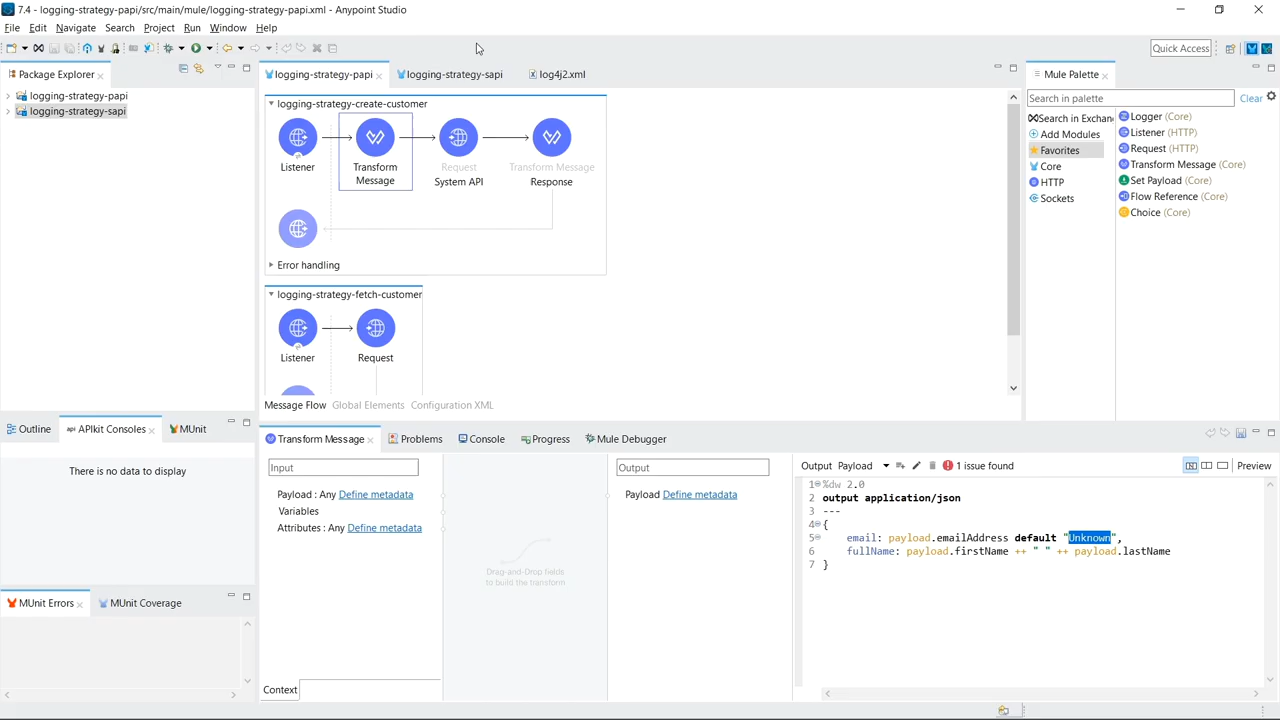 7.4 - logging-strategy-papi/src/main/mule/logging-strategy-papi.xml - Anypoint Studio
File Edit Navigate Search Project Run Window Help
Quick Access
Package Explorer
logging-strategy-papi
logging-strategy-sapi
logging-strategy-papi
logging-strategy-sapi
log4j2.xml
logging-strategy-create-customer
Listener
Transform
Message
Request
System API
Transform Message
Response
Error handling
logging-strategy-fetch-customer
Listener
Request
Message Flow Global Elements Configuration XML
Mule Palette
Search in palette
Clear
Search in Exchan
Add Modules
Favorites
Core
HTTP
Sockets
Logger (Core)
Listener (HTTP)
Request (HTTP)
Transform Message (Core)
Set Payload (Core)
Flow Reference (Core)
Choice (Core)
Outline
APIkit Consoles
MUnit
There is no data to display
MUnit Errors
MUnit Coverage
Transform Message
Problems
Console
Progress
Mule Debugger
Input
Payload : Any Define metadata
Variables
Attributes : Any Define metadata
Context
Drag-and-Drop fields
to build the transform
Output
Payload Define metadata
Output Payload
1 issue found
Preview
1 %dw 2.0
2 output application/json
3 ---
4 {
5 email: payload.emailAddress default "Unknown",
6 fullName: payload.firstName ++ " " ++ payload.lastName
7 }